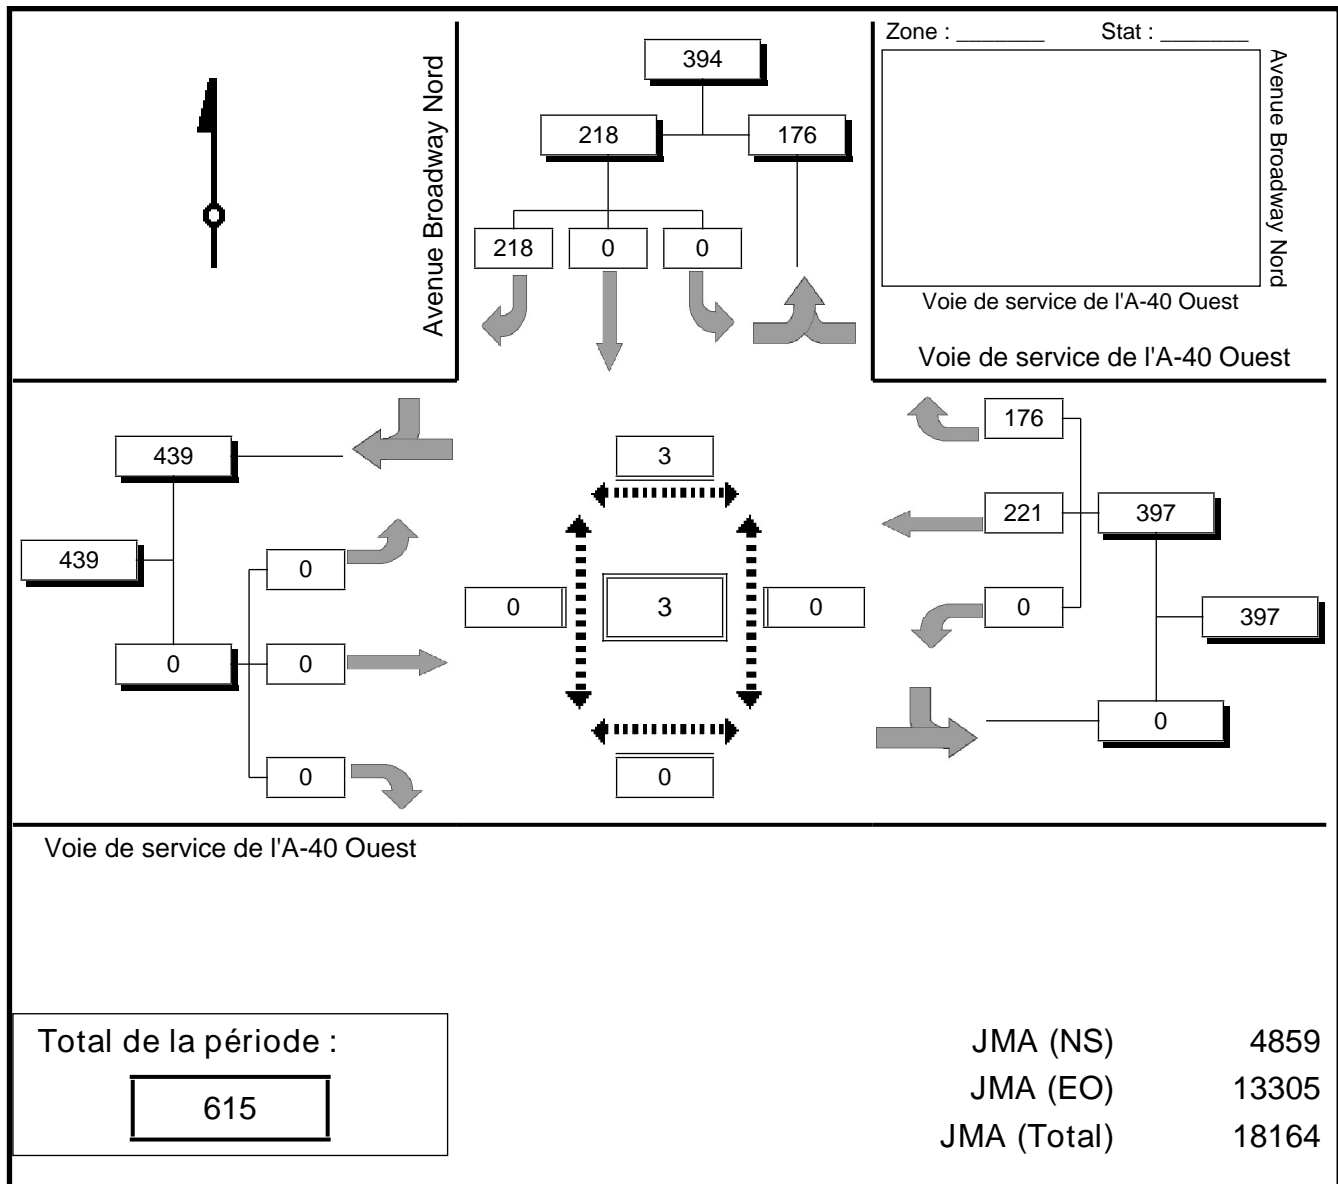 Avenue Broadway Nord
394
218 176
218 0 0
Zone : _______ Stat : _______
Avenue Broadway Nord
Voie de service de l'A-40 Ouest
Voie de service de l'A-40 Ouest
439
439
0
0
0
0
3
0 3 0
0
176
221 397
0
397
0
Voie de service de l'A-40 Ouest
Total de la période :
615
JMA (NS) 4859
JMA (EO) 13305
JMA (Total) 18164